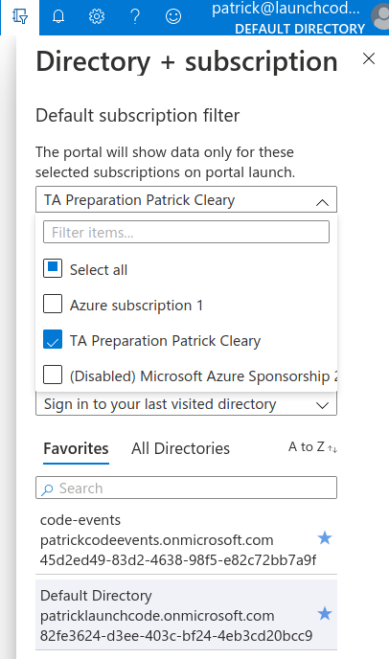 patrick@launchcod...
DEFAULT DIRECTORY
Directory + subscription
Default subscription filter
The portal will show data only for these
selected subscriptions on portal launch.
TA Preparation Patrick Cleary
Filter items...
Select all
Azure subscription 1
TA Preparation Patrick Cleary
(Disabled) Microsoft Azure Sponsorship
Sign in to your last visited directory
Favorites All Directories A to Z
Search
code-events
patrickcodeevents.onmicrosoft.com
45d2ed49-83d2-4638-98f5-e82c72bb7a9f
Default Directory
patricklaunchcode.onmicrosoft.com
82fe3624-d3ee-403c-bf24-4eb3cd20bcc9